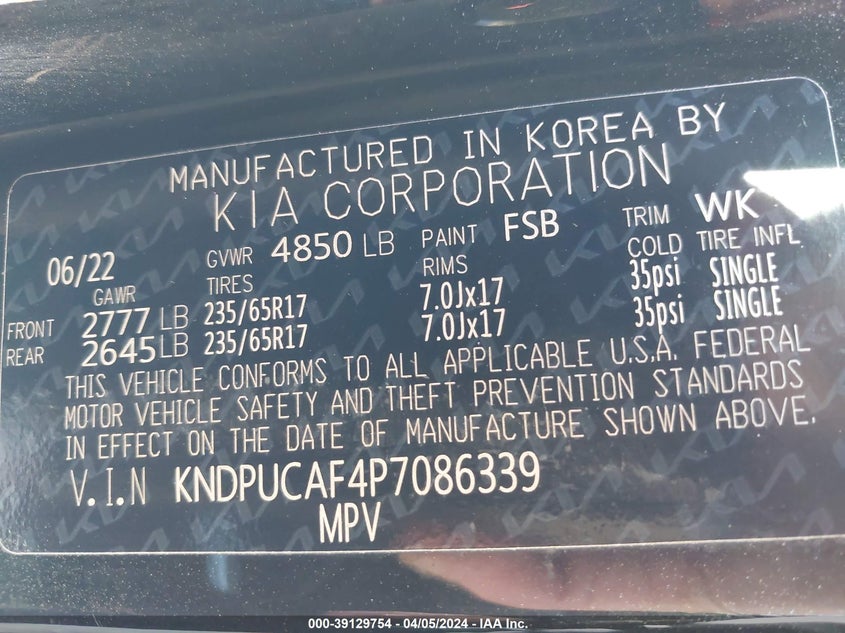 MANUFACTURED IN KOREA BY
KIA CORPORATION
06/22 GVWR 4850 LB PAINT FSB TRIM WK
GAWR TIRES RIMS COLD TIRE INFL.
FRONT 2777 LB 235/65R17 7.0Jx17 35psi SINGLE
REAR 2645 LB 235/65R17 7.0Jx17 35psi SINGLE
THIS VEHICLE CONFORMS TO ALL APPLICABLE U.S.A. FEDERAL
MOTOR VEHICLE SAFETY AND THEFT PREVENTION STANDARDS
IN EFFECT ON THE DATE OF MANUFACTURE SHOWN ABOVE.
V.I.N KNDPUCAF4P7086339
MPV
000-39129754 - 04/05/2024 - IAA Inc.